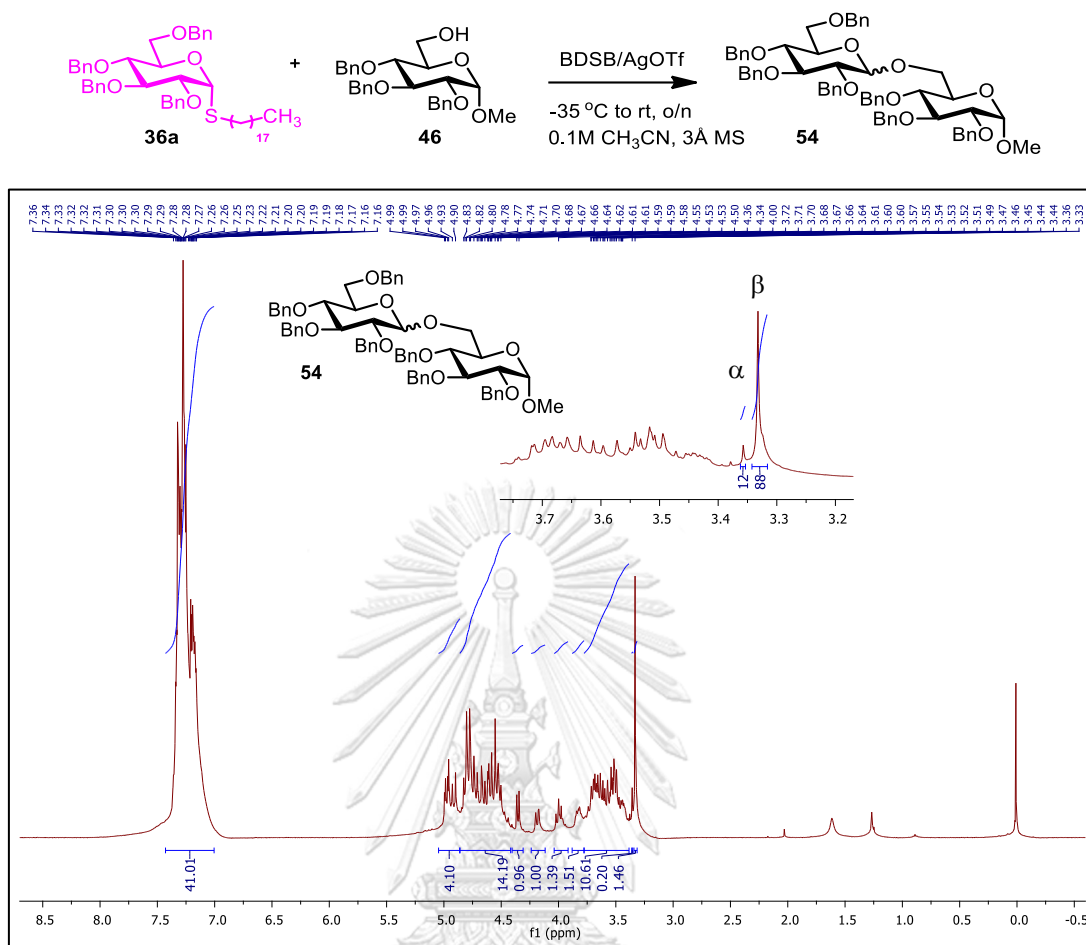 OBn
BnO
BnO
BnO
O
S
CH3
17
36a
+
OH
BnO
BnO
BnO
O
OMe
46
BDSB/AgOTf
-35 °C to rt, o/n
0.1M CH3CN, 3Å MS
OBn
BnO
BnO
BnO
O
O
BnO
BnO
BnO
O
OMe
54
7.36 7.34 7.33 7.32 7.32 7.31 7.30 7.30 7.30 7.29 7.29 7.28 7.28 7.27 7.26 7.26 7.25 7.22 7.21 7.20 7.20 7.19 7.19 7.18 7.17 7.16 7.16 4.99 4.99 4.97 4.96 4.93 4.90 4.83 4.82 4.80 4.78 4.77 4.74 4.71 4.70 4.68 4.67 4.66 4.64 4.62 4.61 4.61 4.59 4.59 4.58 4.55 4.53 4.53 4.50 4.36 4.34 4.00 3.72 3.71 3.70 3.68 3.67 3.66 3.64 3.61 3.60 3.60 3.57 3.55 3.54 3.53 3.52 3.51 3.49 3.47 3.46 3.45 3.44 3.44 3.36 3.33
OBn
BnO
BnO
BnO
O
O
BnO
BnO
BnO
O
OMe
54
β
α
12 88
3.7 3.6 3.5 3.4 3.3 3.2
41.01 4.10 14.19 0.96 1.00 1.39 1.51 10.61 0.20 1.46
8.5 8.0 7.5 7.0 6.5 6.0 5.5 5.0 4.5 4.0 3.5 3.0 2.5 2.0 1.5 1.0 0.5 0.0 -0.5
f1 (ppm)